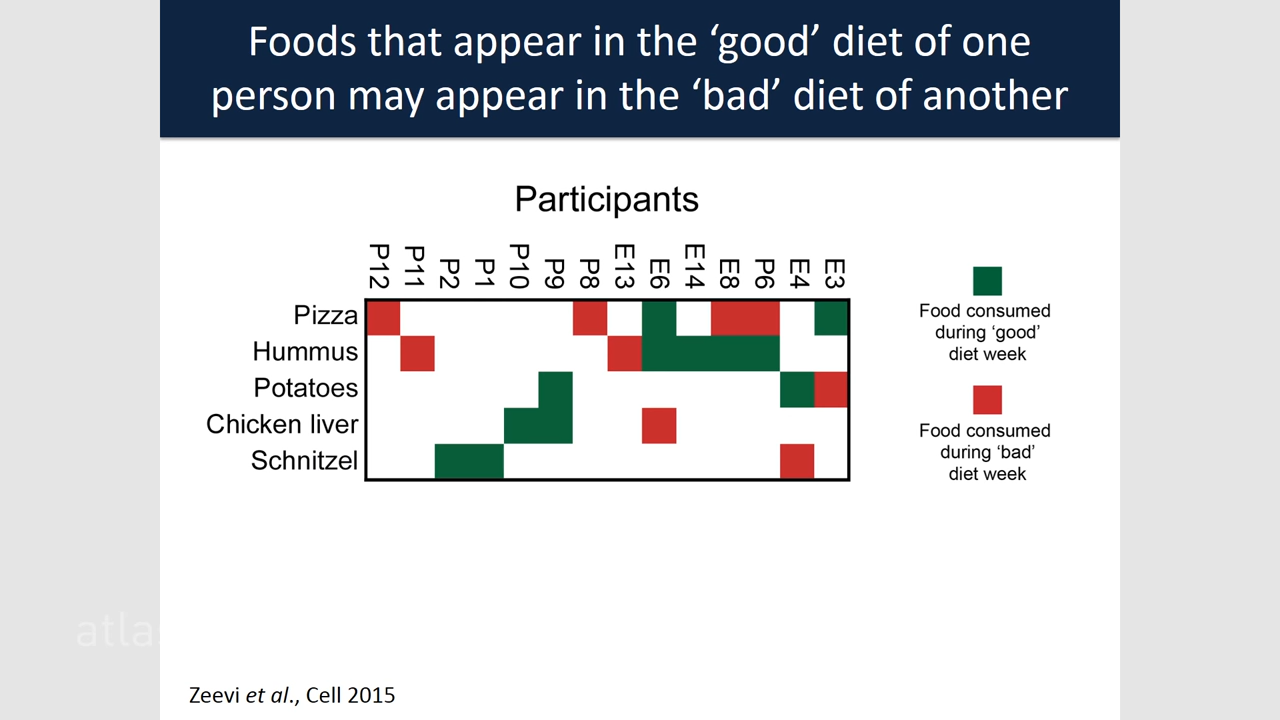 Foods that appear in the ‘good’ diet of one
person may appear in the ‘bad’ diet of another
Participants
P12 P11 P2 P1 P10 P9 P8 E13 E6 E14 E8 P6 E4 E3
Pizza
Hummus
Potatoes
Chicken liver
Schnitzel
Food consumed
during ‘good’
diet week
Food consumed
during ‘bad’
diet week
Zeevi et al., Cell 2015